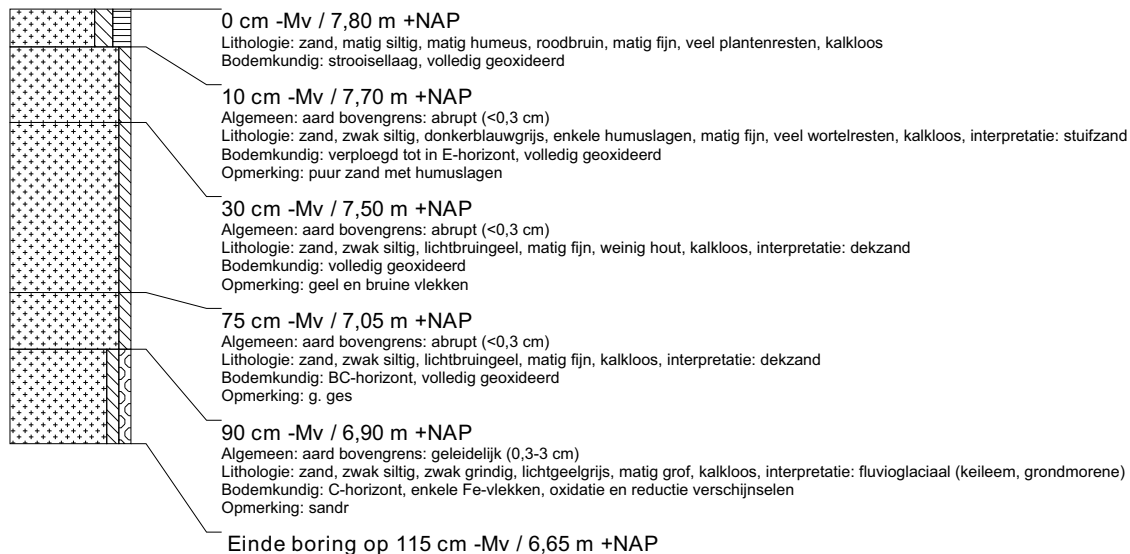 0 cm -Mv / 7,80 m +NAP
Lithologie: zand, matig siltig, matig humeus, roodbruin, matig fijn, veel plantenresten, kalkloos
Bodemkundig: strooisellaag, volledig geoxideerd
10 cm -Mv / 7,70 m +NAP
Algemeen: aard bovengrens: abrupt (<0,3 cm)
Lithologie: zand, zwak siltig, donkerblauwgrijs, enkele humuslagen, matig fijn, veel wortelresten, kalkloos, interpretatie: stuifzand
Bodemkundig: verploegd tot in E-horizont, volledig geoxideerd
Opmerking: puur zand met humuslagen
30 cm -Mv / 7,50 m +NAP
Algemeen: aard bovengrens: abrupt (<0,3 cm)
Lithologie: zand, zwak siltig, lichtbruingeel, matig fijn, weinig hout, kalkloos, interpretatie: dekzand
Bodemkundig: volledig geoxideerd
Opmerking: geel en bruine vlekken
75 cm -Mv / 7,05 m +NAP
Algemeen: aard bovengrens: abrupt (<0,3 cm)
Lithologie: zand, zwak siltig, lichtbruingeel, matig fijn, kalkloos, interpretatie: dekzand
Bodemkundig: BC-horizont, volledig geoxideerd
Opmerking: g. ges
90 cm -Mv / 6,90 m +NAP
Algemeen: aard bovengrens: geleidelijk (0,3-3 cm)
Lithologie: zand, zwak siltig, zwak grindig, lichtgeelgrijs, matig grof, kalkloos, interpretatie: fluvioglaciaal (keileem, grondmorene)
Bodemkundig: C-horizont, enkele Fe-vlekken, oxidatie en reductie verschijnselen
Opmerking: sandr
Einde boring op 115 cm -Mv / 6,65 m +NAP